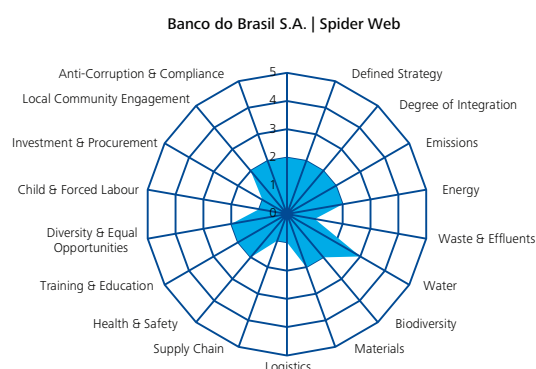 Banco do Brasil S.A. | Spider Web
Anti-Corruption & Compliance
5
Defined Strategy
Local Community Engagement
4
Degree of Integration
3
Investment & Procurement
Emissions
2
1
Child & Forced Labour
Energy
0
Diversity & Equal
Opportunities
Waste & Effluents
Training & Education
Water
Health & Safety
Biodiversity
Supply Chain
Materials
Logistics